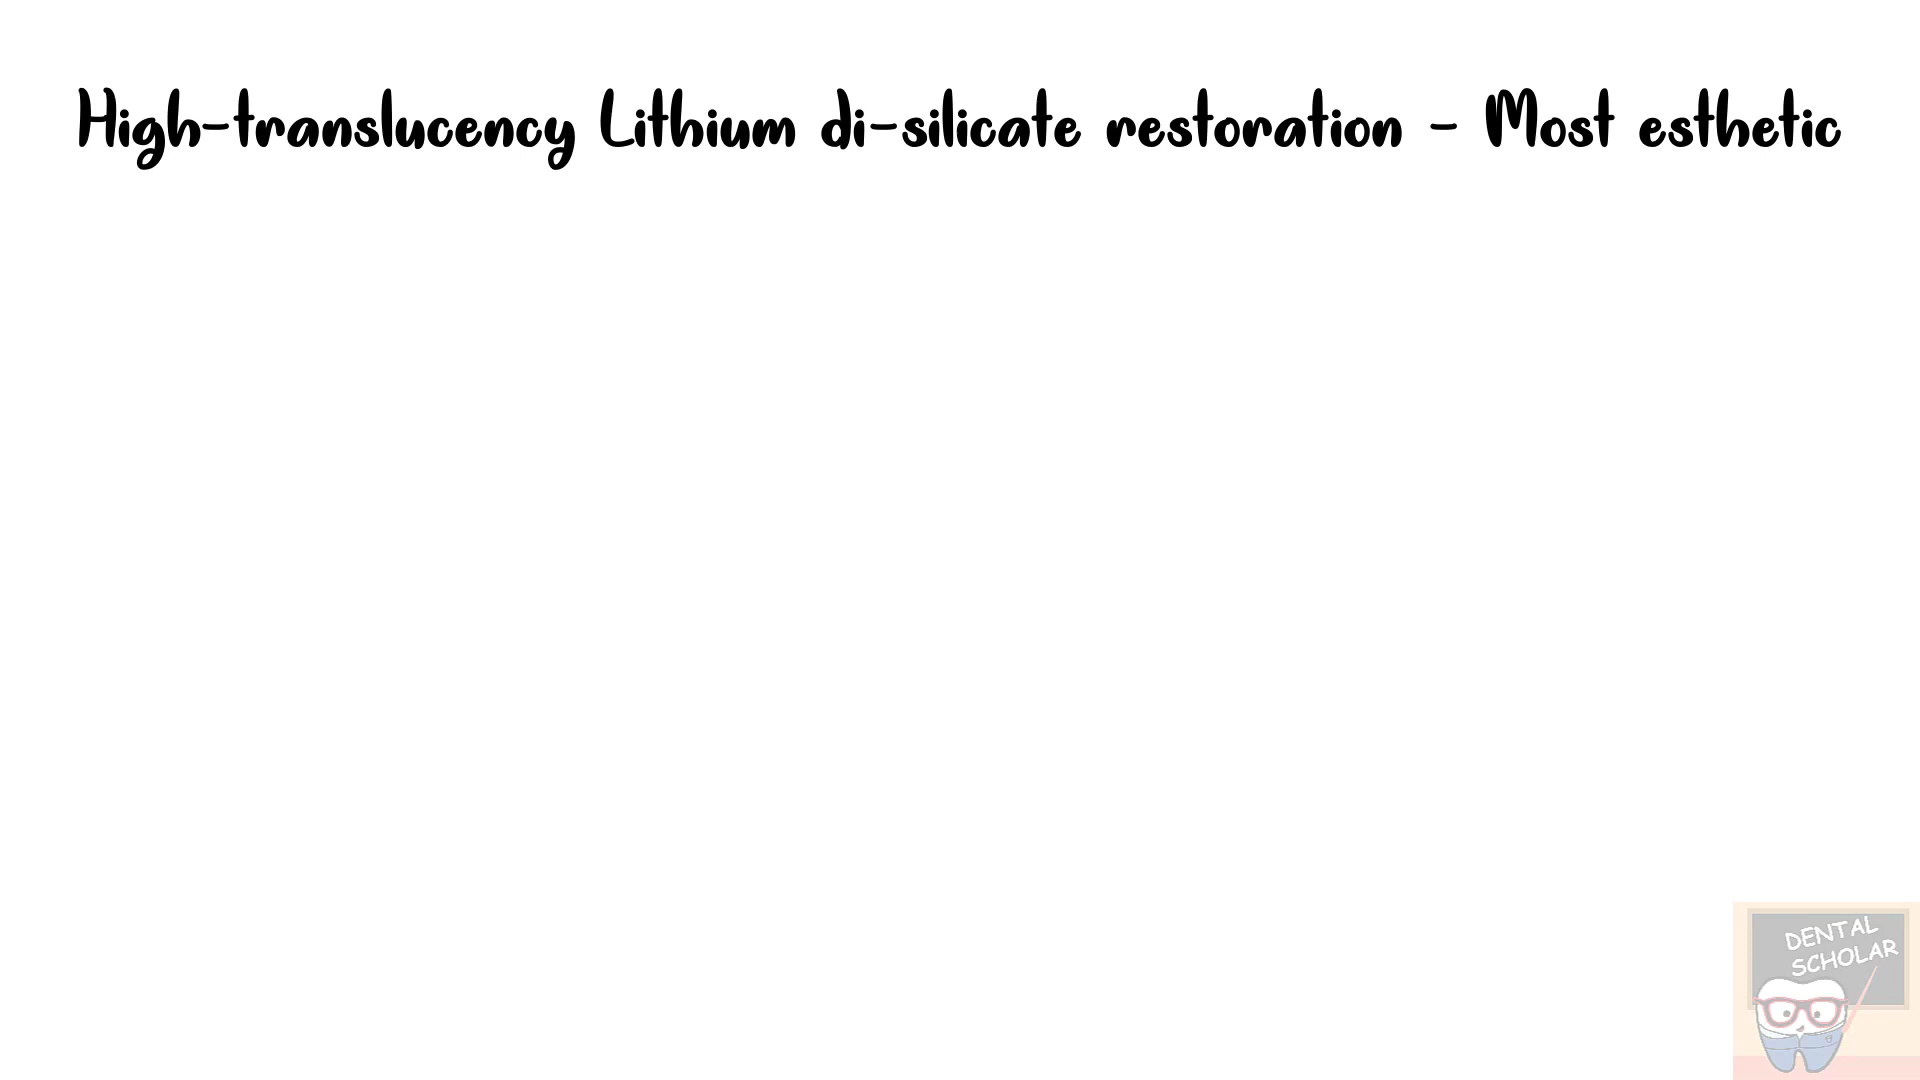 High-translucency Lithium di-silicate restoration - Most esthetic
DENTAL
SCHOLAR